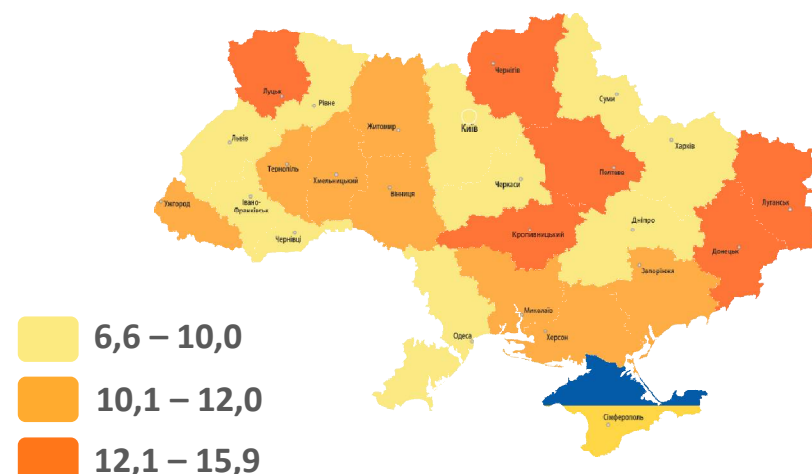 Чернігів
Луцьк
Рівне
Суми
Житомир
Київ
Львів
Харків
Тернопіль
Хмельницький
Полтава
Черкаси
Вінниця
Ужгород
Івано-
Франківськ
Луганськ
Дніпро
Кропивницький
Чернівці
Донецьк
Запоріжжя
Миколаїв
Одеса
Херсон
Сімферополь
6,6 – 10,0
10,1 – 12,0
12,1 – 15,9